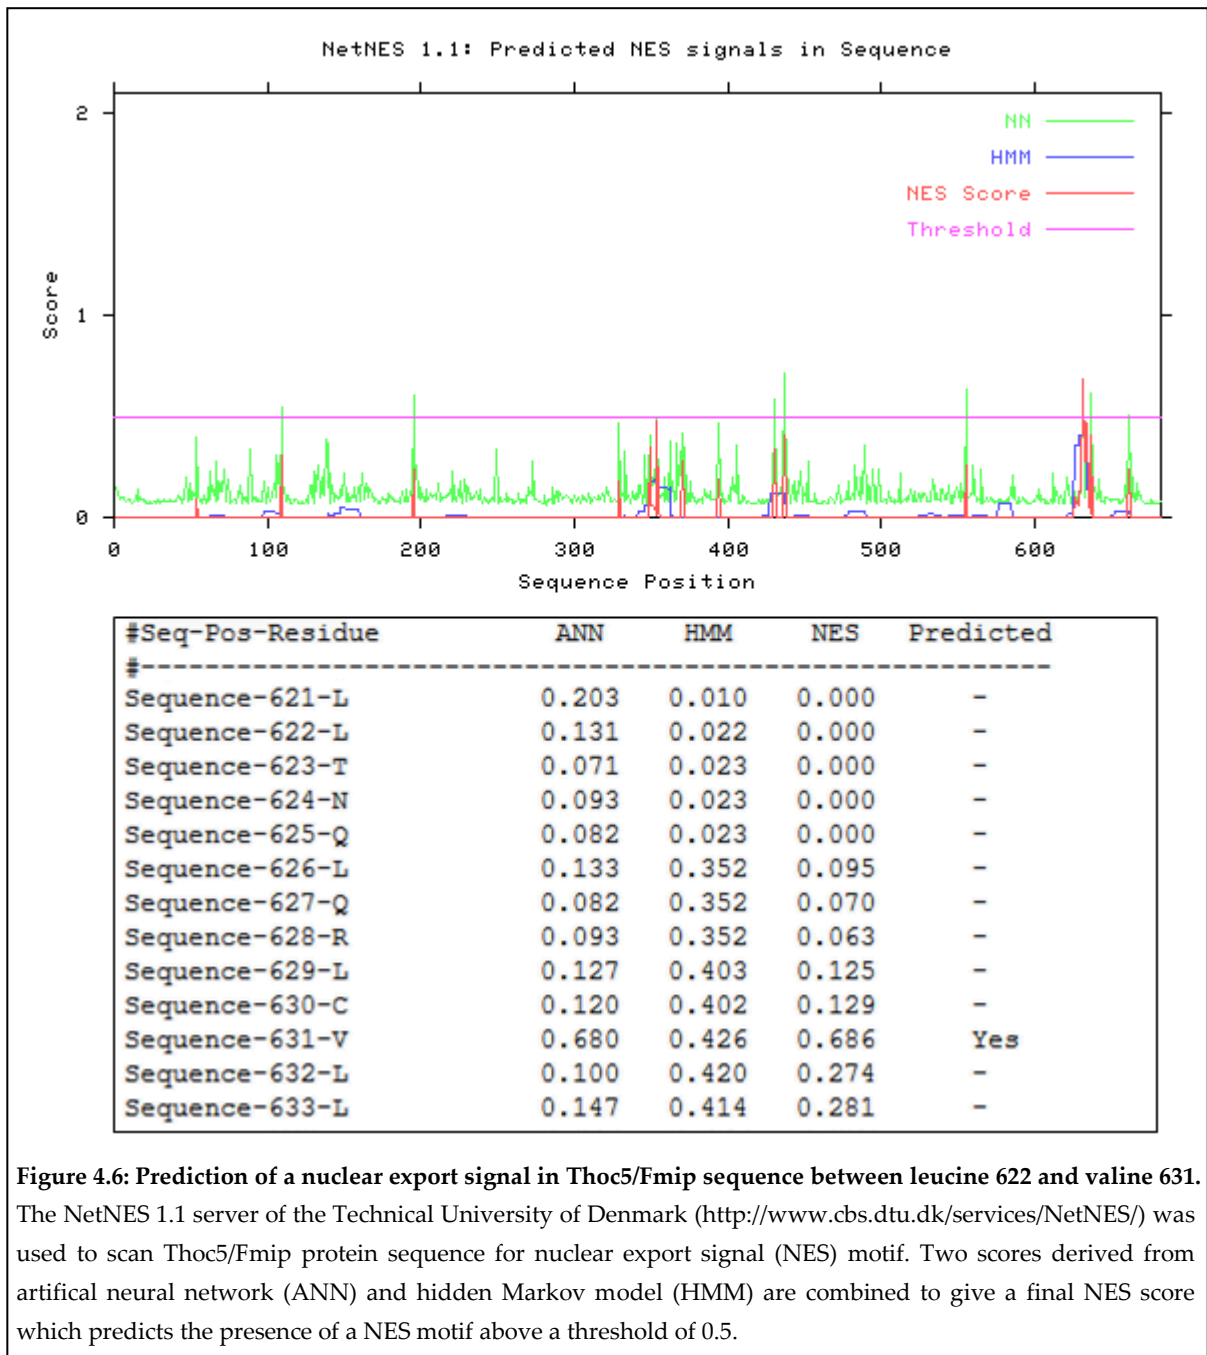 NetNES 1.1: Predicted NES signals in Sequence
2
NN
HMM
NES Score
Threshold
Score
1
0
0 100 200 300 400 500 600
Sequence Position
#Seq-Pos-Residue ANN HMM NES Predicted
#---------------------------------------------------------
Sequence-621-L 0.203 0.010 0.000 -
Sequence-622-L 0.131 0.022 0.000 -
Sequence-623-T 0.071 0.023 0.000 -
Sequence-624-N 0.093 0.023 0.000 -
Sequence-625-Q 0.082 0.023 0.000 -
Sequence-626-L 0.133 0.352 0.095 -
Sequence-627-Q 0.082 0.352 0.070 -
Sequence-628-R 0.093 0.352 0.063 -
Sequence-629-L 0.127 0.403 0.125 -
Sequence-630-C 0.120 0.402 0.129 -
Sequence-631-V 0.680 0.426 0.686 Yes
Sequence-632-L 0.100 0.420 0.274 -
Sequence-633-L 0.147 0.414 0.281 -
Figure 4.6: Prediction of a nuclear export signal in Thoc5/Fmip sequence between leucine 622 and valine 631.
The NetNES 1.1 server of the Technical University of Denmark (http://www.cbs.dtu.dk/services/NetNES/) was
used to scan Thoc5/Fmip protein sequence for nuclear export signal (NES) motif. Two scores derived from
artifical neural network (ANN) and hidden Markov model (HMM) are combined to give a final NES score
which predicts the presence of a NES motif above a threshold of 0.5.